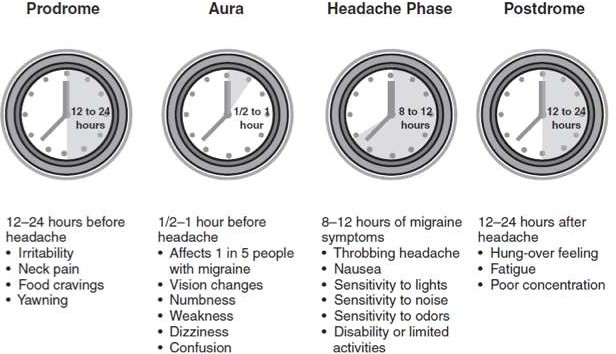 Prodrome
Aura
Headache Phase
Postdrome
12 to 24
hours
1/2 to 1
hour
8 to 12
hours
12 to 24
hours
12–24 hours before
headache
• Irritability
• Neck pain
• Food cravings
• Yawning
1/2–1 hour before
headache
• Affects 1 in 5 people
with migraine
• Vision changes
• Numbness
• Weakness
• Dizziness
• Confusion
8–12 hours of migraine
symptoms
• Throbbing headache
• Nausea
• Sensitivity to lights
• Sensitivity to noise
• Sensitivity to odors
• Disability or limited
activities
12–24 hours after
headache
• Hung-over feeling
• Fatigue
• Poor concentration